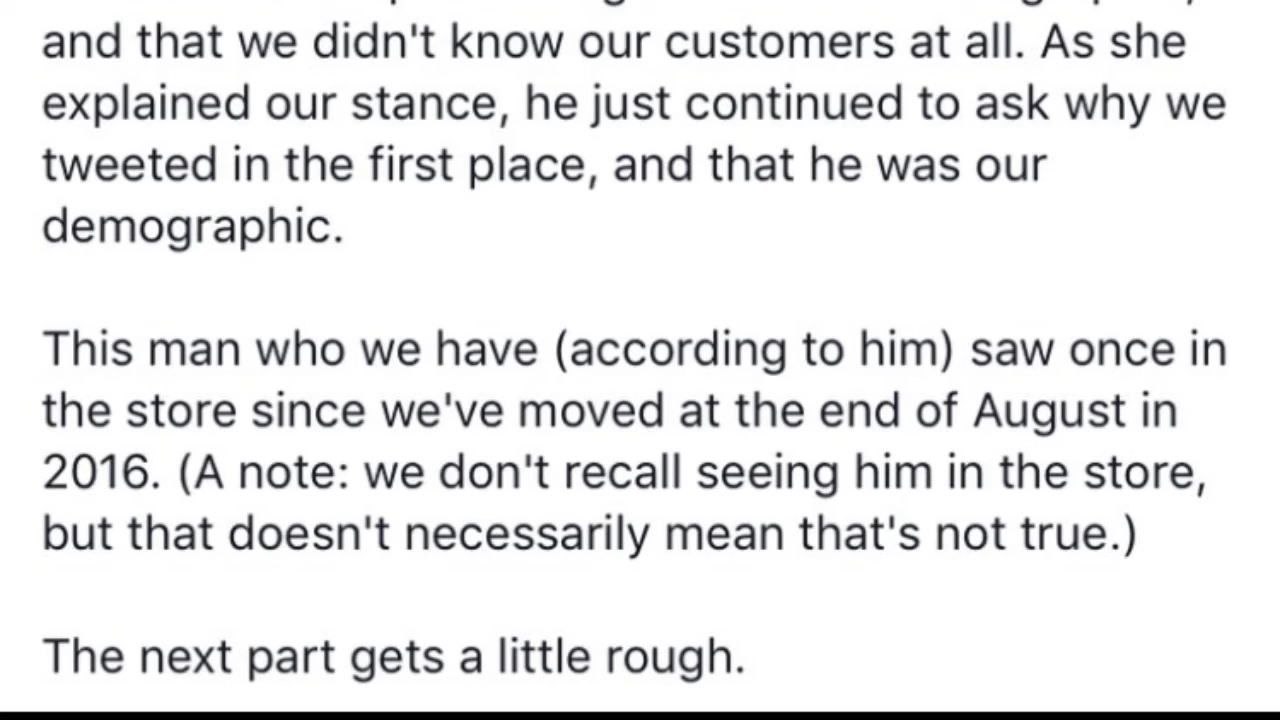 and that we didn't know our customers at all. As she
explained our stance, he just continued to ask why we
tweeted in the first place, and that he was our
demographic.
This man who we have (according to him) saw once in
the store since we've moved at the end of August in
2016. (A note: we don't recall seeing him in the store,
but that doesn't necessarily mean that's not true.)
The next part gets a little rough.